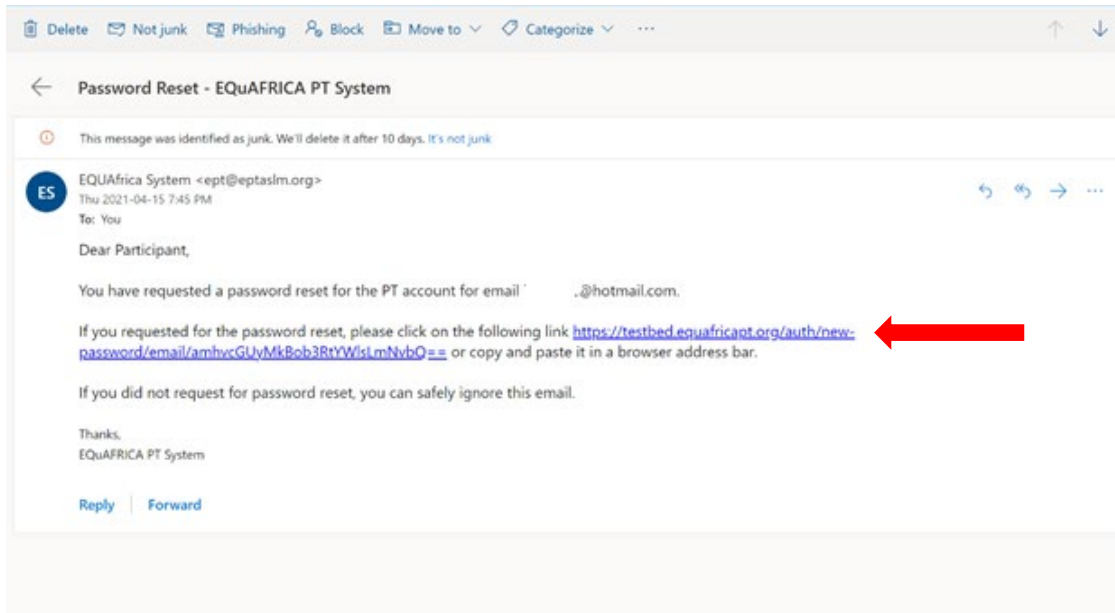 Delete Not junk Phishing Block Move to Categorize ...
Password Reset - EQuAFRICA PT System
This message was identified as junk. We'll delete it after 10 days. It's not junk
ES
EQUAfrica System <ept@eptaslm.org>
Thu 2021-04-15 7:45 PM
To: You
Dear Participant,
You have requested a password reset for the PT account for email .@hotmail.com.
If you requested for the password reset, please click on the following link https://testbed.equafricapt.org/auth/new-
password/email/amhvcGUyMkBob3RtYWlsLmNvbQ== or copy and paste it in a browser address bar.
If you did not request for password reset, you can safely ignore this email.
Thanks,
EQuAFRICA PT System
Reply Forward